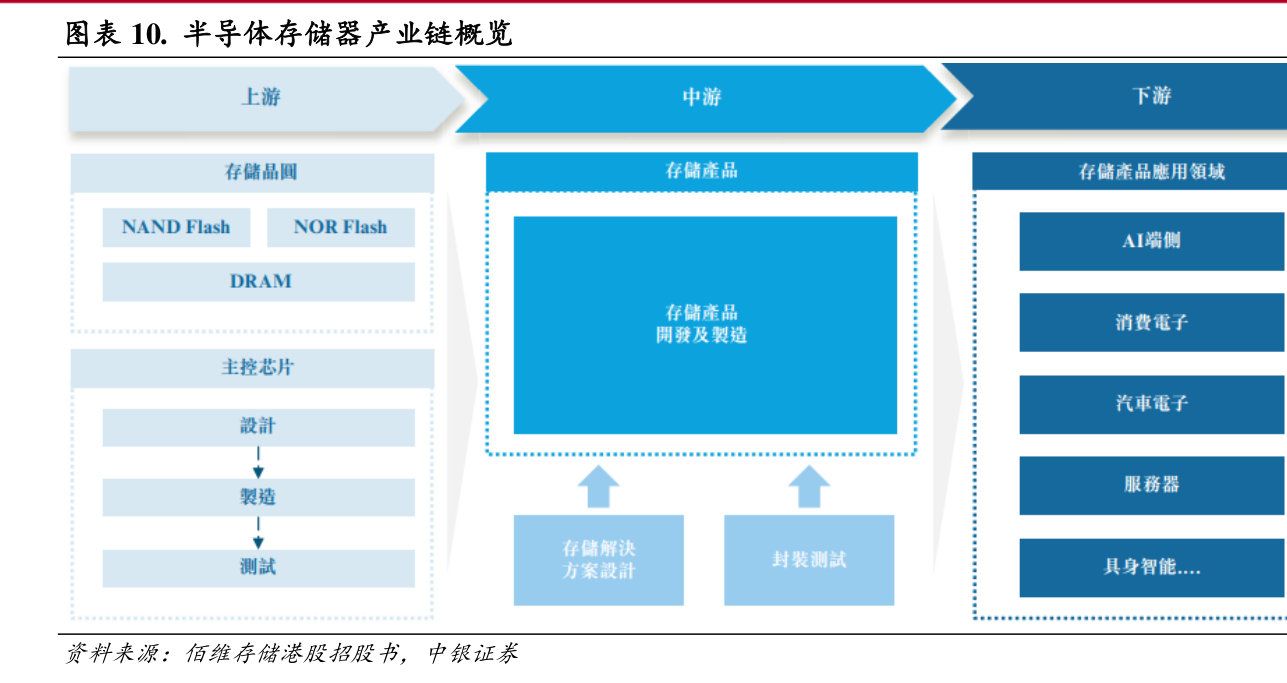 图表 10. 半导体存储器产业链概览
上游
中游
下游
存儲晶圓
NAND Flash
NOR Flash
DRAM
主控芯片
設計
製造
測試
存儲產品
存儲產品
開發及製造
存儲解決
方案設計
封裝測試
存儲產品應用領域
AI端側
消費電子
汽車電子
服務器
具身智能....
资料来源：佰维存储港股招股书，中银证券